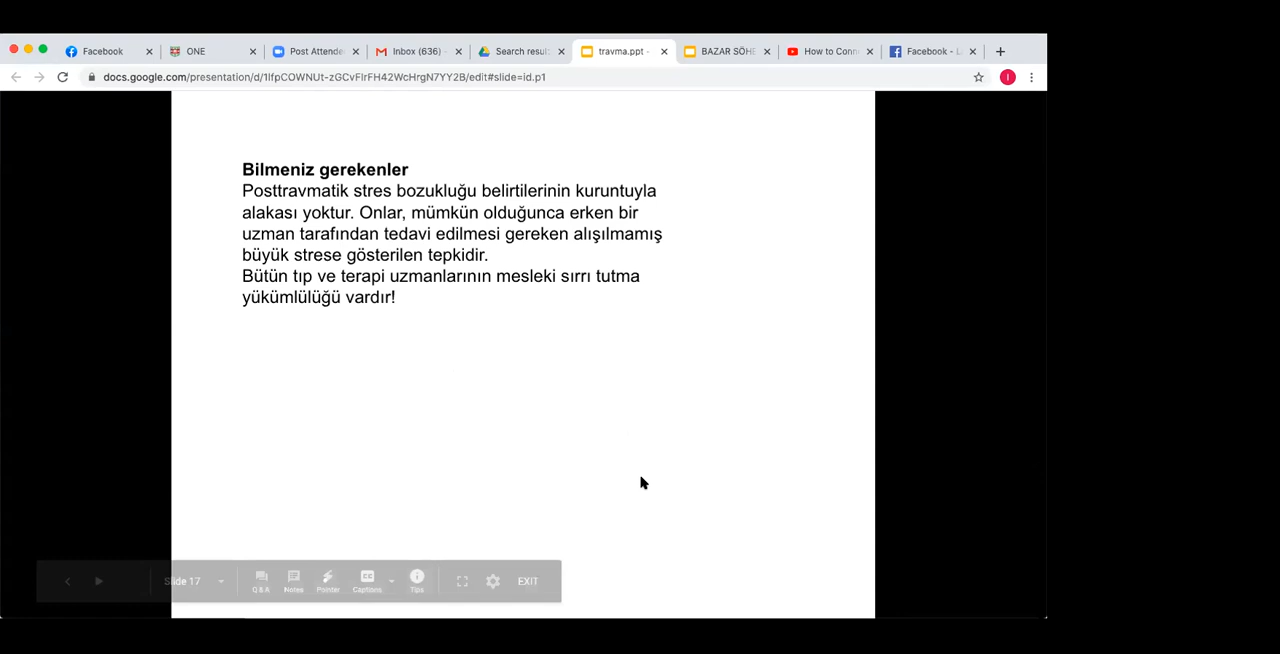 Facebook
ONE
Post Attende
Inbox (636) -
Search resul
travma.ppt -
BAZAR SÖHB
How to Conn
Facebook -
docs.google.com/presentation/d/1lfpCOWNUt-zGCvFlrFH42WcHrgN7YY2B/edit#slide=id.p1
I
Bilmeniz gerekenler
Posttravmatik stres bozukluğu belirtilerinin kuruntuyla
alakası yoktur. Onlar, mümkün olduğunca erken bir
uzman tarafından tedavi edilmesi gereken alışılmamış
büyük strese gösterilen tepkidir.
Bütün tıp ve terapi uzmanlarının mesleki sırrı tutma
yükümlülüğü vardır!
Slide 17
Q & A
Notes
Pointer
CC
Captions
Tips
EXIT